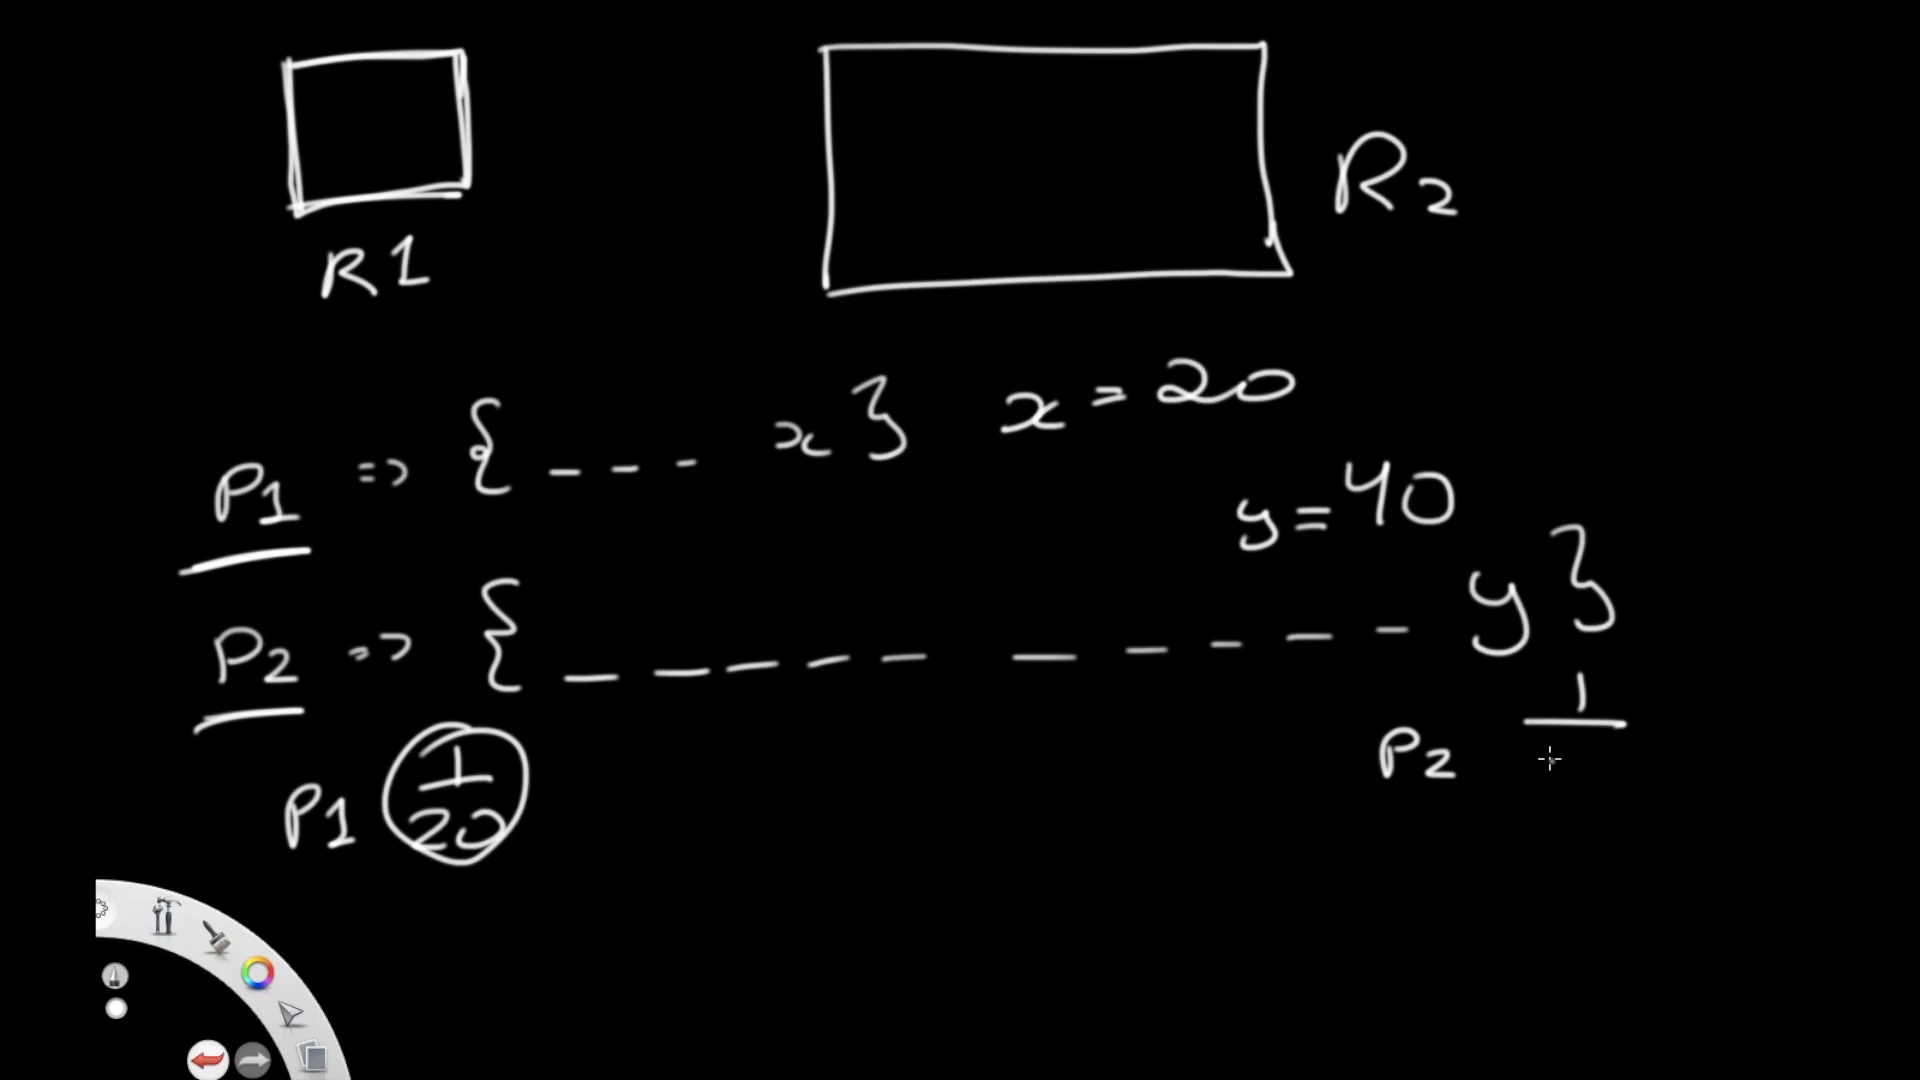 R1
R2
P1 => {--- x} x = 20
y = 40
P2 => {---------- y}
P1 1/20
P2 1